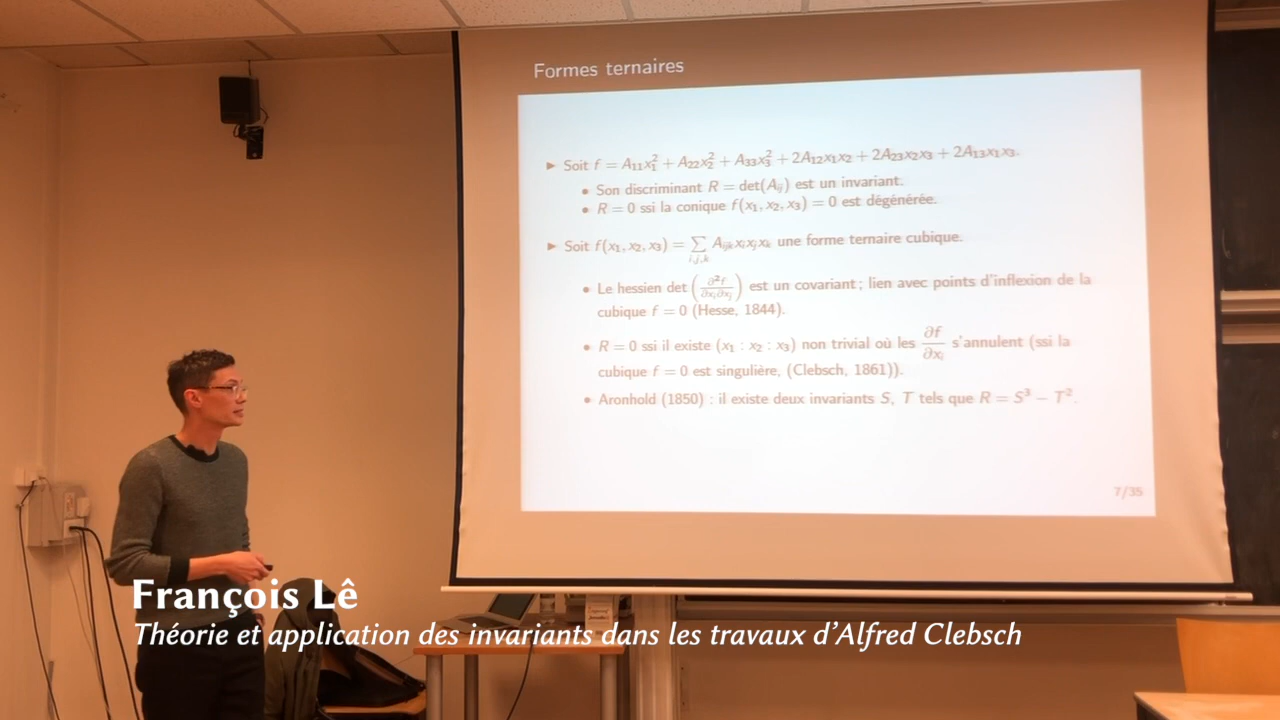 Formes ternaires
► Soit f = A₁₁x₁² + A₂₂x₂² + A₃₃x₃² + 2A₁₂x₁x₂ + 2A₂₃x₂x₃ + 2A₁₃x₁x₃.
• Son discriminant R = det(Aᵢⱼ) est un invariant.
• R = 0 ssi la conique f(x₁, x₂, x₃) = 0 est dégénérée.
► Soit f(x₁, x₂, x₃) = ∑_{i,j,k} Aᵢⱼₖxᵢxⱼxₖ une forme ternaire cubique.
• Le hessien det (∂²f/∂xᵢ∂xⱼ) est un covariant ; lien avec points d'inflexion de la
cubique f = 0 (Hesse, 1844).
• R = 0 ssi il existe (x₁ : x₂ : x₃) non trivial où les ∂f/∂xᵢ s'annulent (ssi la
cubique f = 0 est singulière, (Clebsch, 1861)).
• Aronhold (1850) : il existe deux invariants S, T tels que R = S³ − T².
7/35
François Lê
Théorie et application des invariants dans les travaux d'Alfred Clebsch